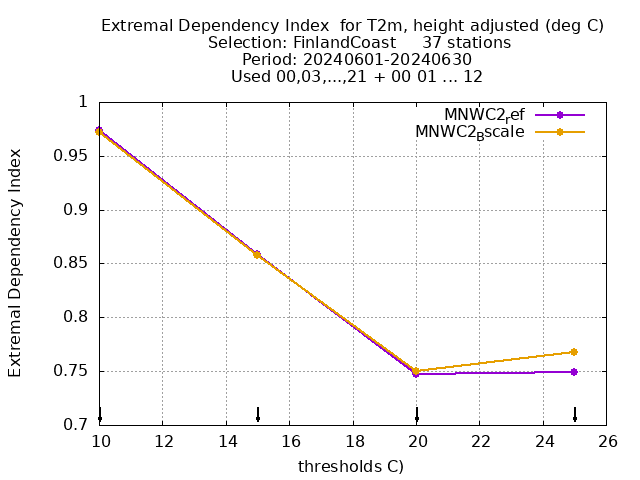 Extremal Dependency Index  for T2m, height adjusted (deg C)
Selection: FinlandCoast     37 stations
Period: 20240601-20240630
Used 00,03,...,21 + 00 01 ... 12
MNWC2ref
MNWC2Bscale
Extremal Dependency Index
1
0.95
0.9
0.85
0.8
0.75
0.7
10 12 14 16 18 20 22 24 26
thresholds C)